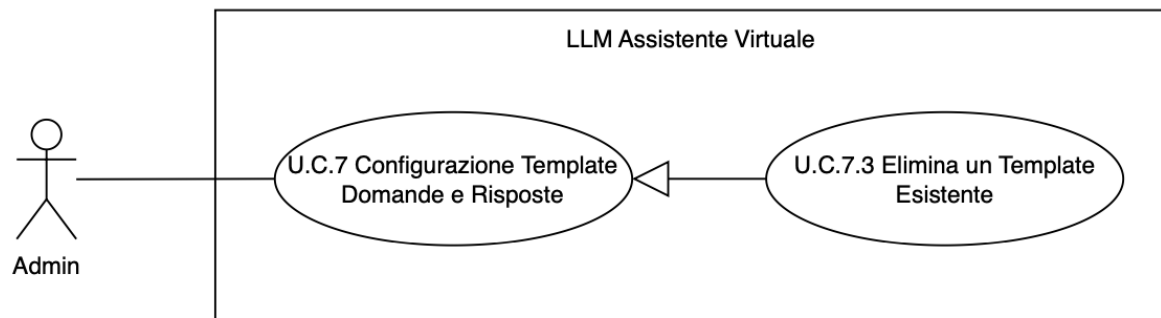 LLM Assistente Virtuale
U.C.7 Configurazione Template
Domande e Risposte
U.C.7.3 Elimina un Template
Esistente
Admin